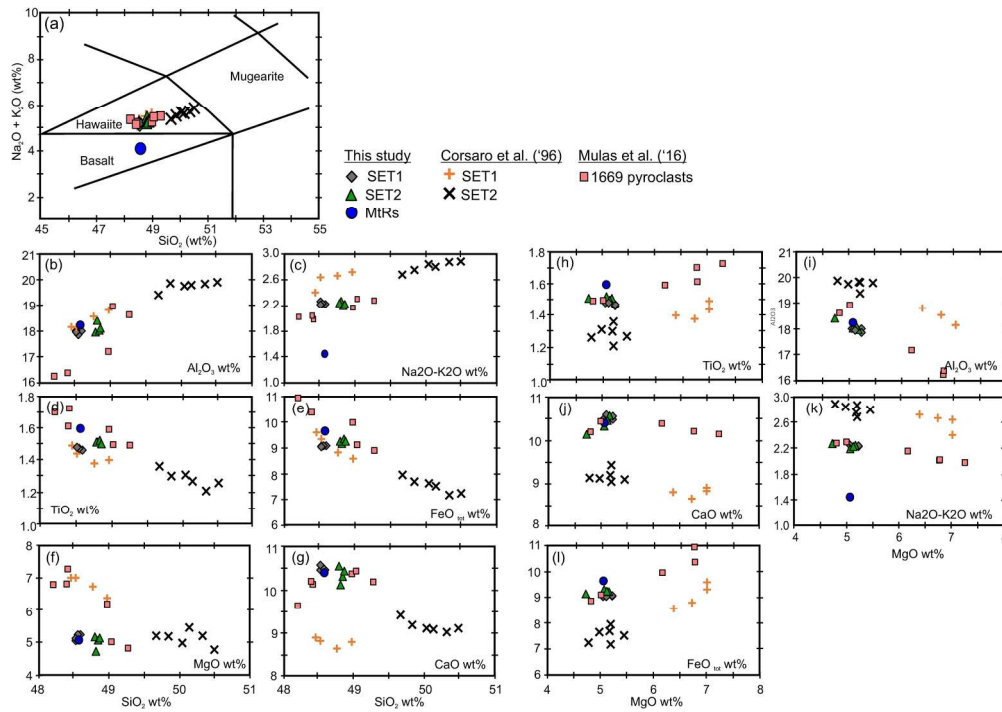 (a)
10
8
6
4
2
Na₂O + K₂O (wt%)
Mugearite
Hawaiite
Basalt
45
47
49
51
53
55
SiO₂ (wt%)
This study
Corsaro et al. ('96)
Mulas et al. ('16)
SET1
SET1
1669 pyroclasts
SET2
SET2
MtRs
(b)
21
20
19
18
17
16
Al₂O₃ wt%
(c)
3.0
2.6
2.2
1.8
1.4
1.0
Na2O-K2O wt%
(d)
1.8
1.6
1.4
1.2
1.0
TiO₂ wt%
(e)
11
10
9
8
7
6
FeO tot wt%
(f)
8
7
6
5
4
MgO wt%
48
49
50
51
SiO₂ wt%
(g)
11
10
9
8
CaO wt%
48
49
50
51
SiO₂ wt%
(h)
1.8
1.6
1.4
1.2
1.0
TiO₂ wt%
(i)
21
20
19
18
17
16
Al2O3
Al₂O₃ wt%
(j)
11
10
9
8
CaO wt%
(k)
3.0
2.6
2.2
1.8
1.4
1.0
Na2O-K2O wt%
4
5
6
7
8
MgO wt%
(l)
11
10
9
8
7
6
FeO tot wt%
4
5
6
7
8
MgO wt%